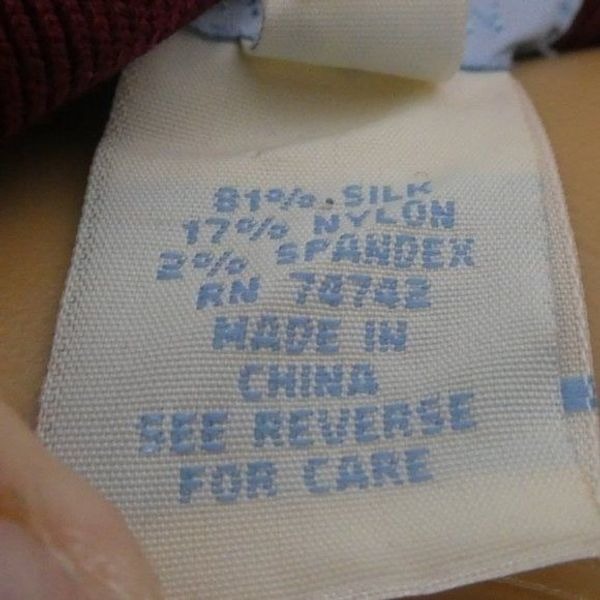 81% SILK
17% NYLON
2% SPANDEX
RN 74742
MADE IN
CHINA
SEE REVERSE
FOR CARE